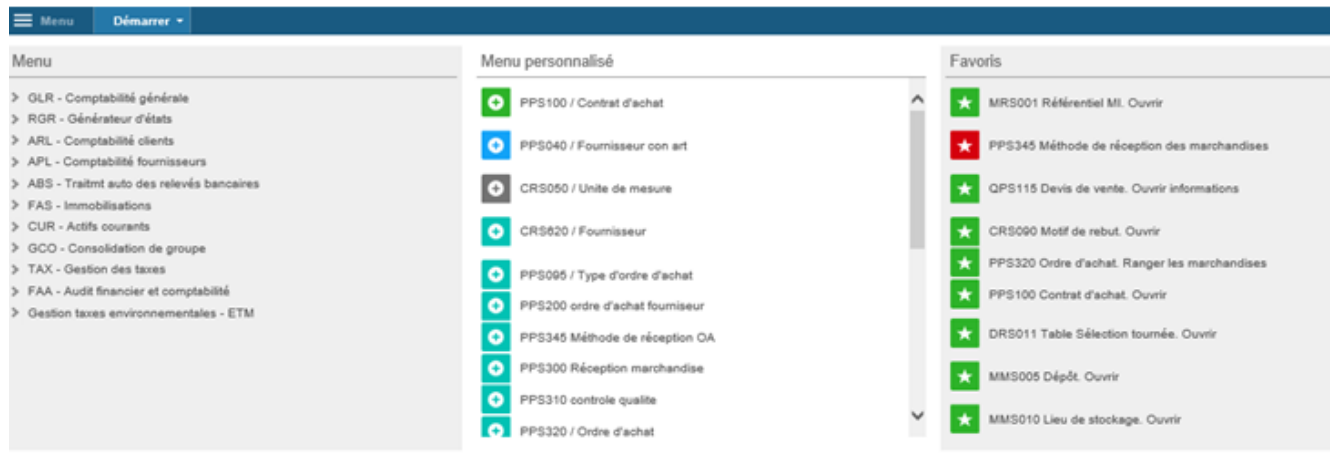 Menu
Démarrer
Menu
GLR - Comptabilité générale
RGR - Générateur d'états
ARL - Comptabilité clients
APL - Comptabilité fournisseurs
ABS - Traitmt auto des relevés bancaires
FAS - Immobilisations
CUR - Actifs courants
GCO - Consolidation de groupe
TAX - Gestion des taxes
FAA - Audit financier et comptabilité
Gestion taxes environnementales - ETM
Menu personnalisé
PPS100 / Contrat d'achat
PPS040 / Fournisseur con art
CRS050 / Unite de mesure
CRS620 / Fournisseur
PPS095 / Type d'ordre d'achat
PPS200 ordre d'achat fourniseur
PPS345 Méthode de réception OA
PPS300 Réception marchandise
PPS310 controle qualite
PPS320 / Ordre d'achat
Favoris
MRS001 Référentiel MI. Ouvrir
PPS345 Méthode de réception des marchandises
QPS115 Devis de vente. Ouvrir informations
CRS090 Motif de rebut. Ouvrir
PPS320 Ordre d'achat. Ranger les marchandises
PPS100 Contrat d'achat. Ouvrir
DRS011 Table Sélection tournée. Ouvrir
MMS005 Dépôt. Ouvrir
MMS010 Lieu de stockage. Ouvrir